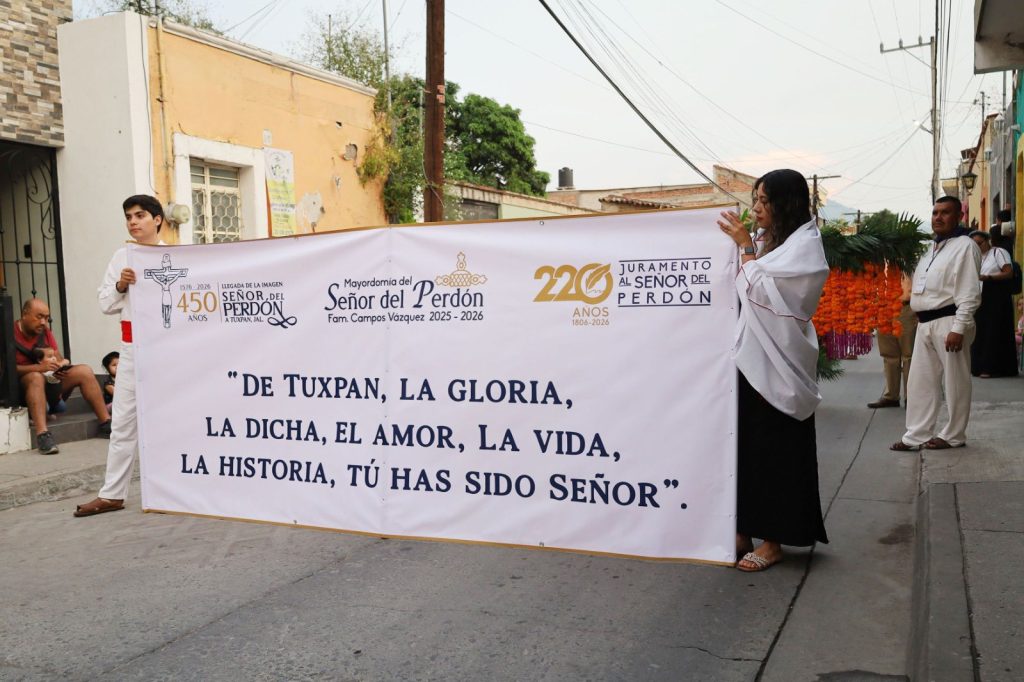 1576 - 2026
450
AÑOS
LLEGADA DE LA IMAGEN
SEÑOR DEL
PERDÓN
A TUXPAN, JAL.
Mayordomía del
Señor del Perdón
Fam. Campos Vázquez 2025 - 2026
220
AÑOS
1806-2026
JURAMENTO
AL SEÑOR DEL
PERDÓN
"DE TUXPAN, LA GLORIA,
LA DICHA, EL AMOR, LA VIDA,
LA HISTORIA, TÚ HAS SIDO SEÑOR".